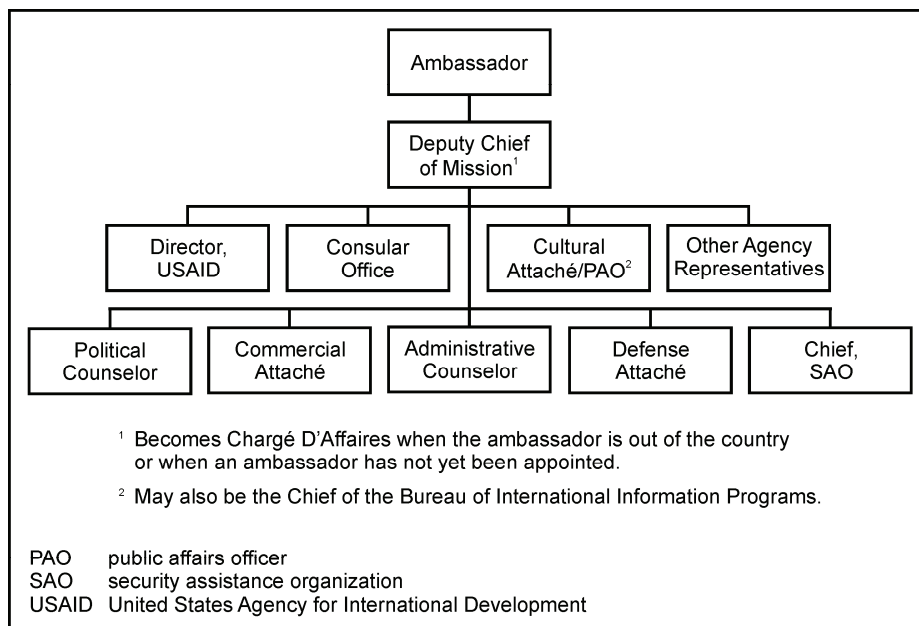 Ambassador
Deputy Chief
of Mission¹
Director,
USAID
Consular
Office
Cultural
Attaché/PAO²
Other Agency
Representatives
Political
Counselor
Commercial
Attaché
Administrative
Counselor
Defense
Attaché
Chief,
SAO
¹ Becomes Chargé D'Affaires when the ambassador is out of the country
or when an ambassador has not yet been appointed.
² May also be the Chief of the Bureau of International Information Programs.
PAO public affairs officer
SAO security assistance organization
USAID United States Agency for International Development